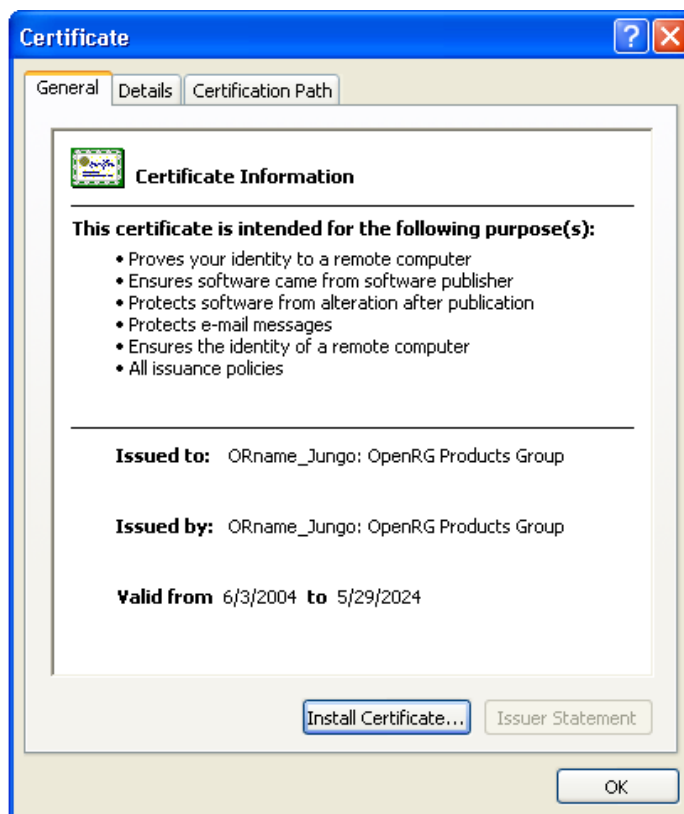 Certificate
General Details Certification Path
Certificate Information
This certificate is intended for the following purpose(s):
• Proves your identity to a remote computer
• Ensures software came from software publisher
• Protects software from alteration after publication
• Protects e-mail messages
• Ensures the identity of a remote computer
• All issuance policies
Issued to: ORname_Jungo: OpenRG Products Group
Issued by: ORname_Jungo: OpenRG Products Group
Valid from 6/3/2004 to 5/29/2024
Install Certificate... Issuer Statement
OK